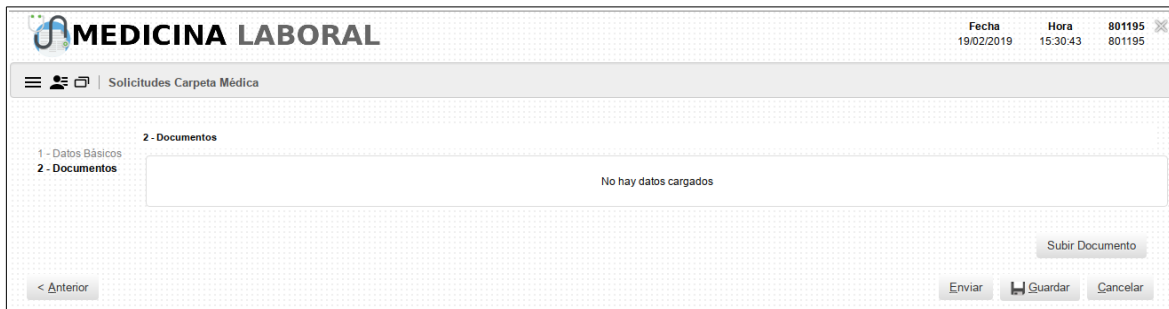 MEDICINA LABORAL
Fecha Hora 801195
19/02/2019 15:30:43 801195
Solicitudes Carpeta Médica
2 - Documentos
1 - Datos Básicos
2 - Documentos
No hay datos cargados
Subir Documento
< Anterior Enviar Guardar Cancelar